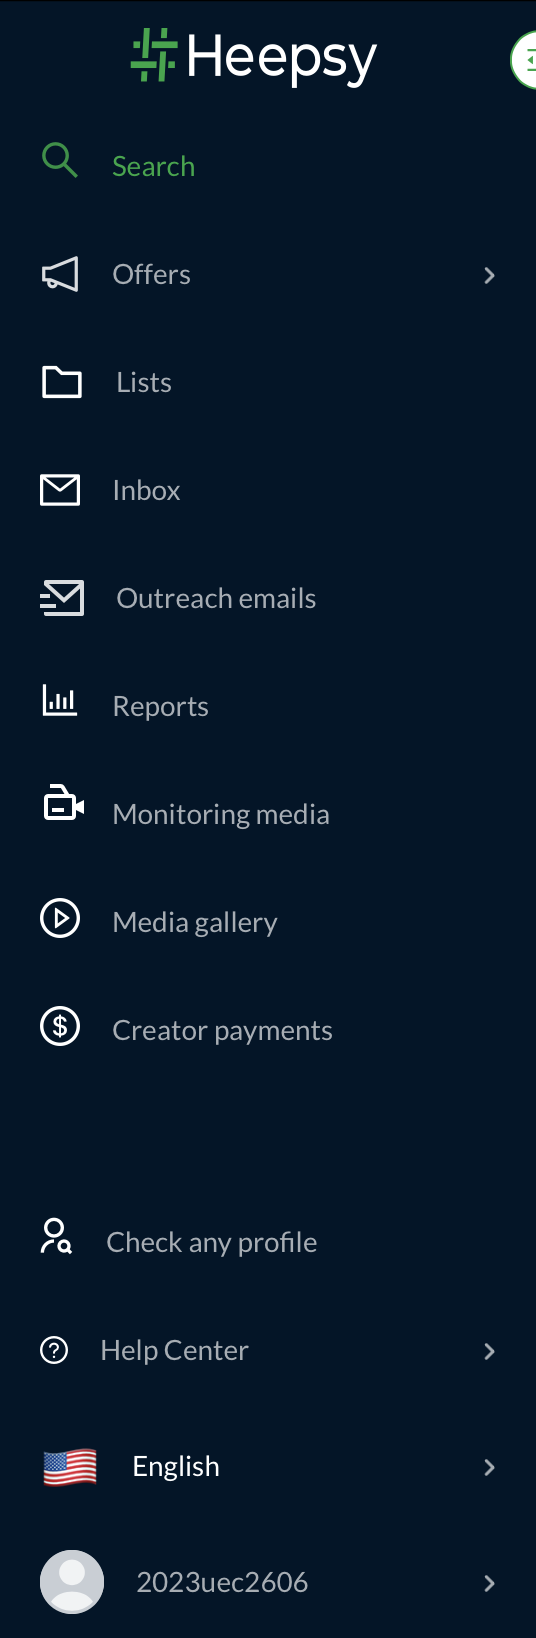 Heepsy
Search
Offers
Lists
Inbox
Outreach emails
Reports
Monitoring media
Media gallery
Creator payments
Check any profile
Help Center
English
2023uec2606